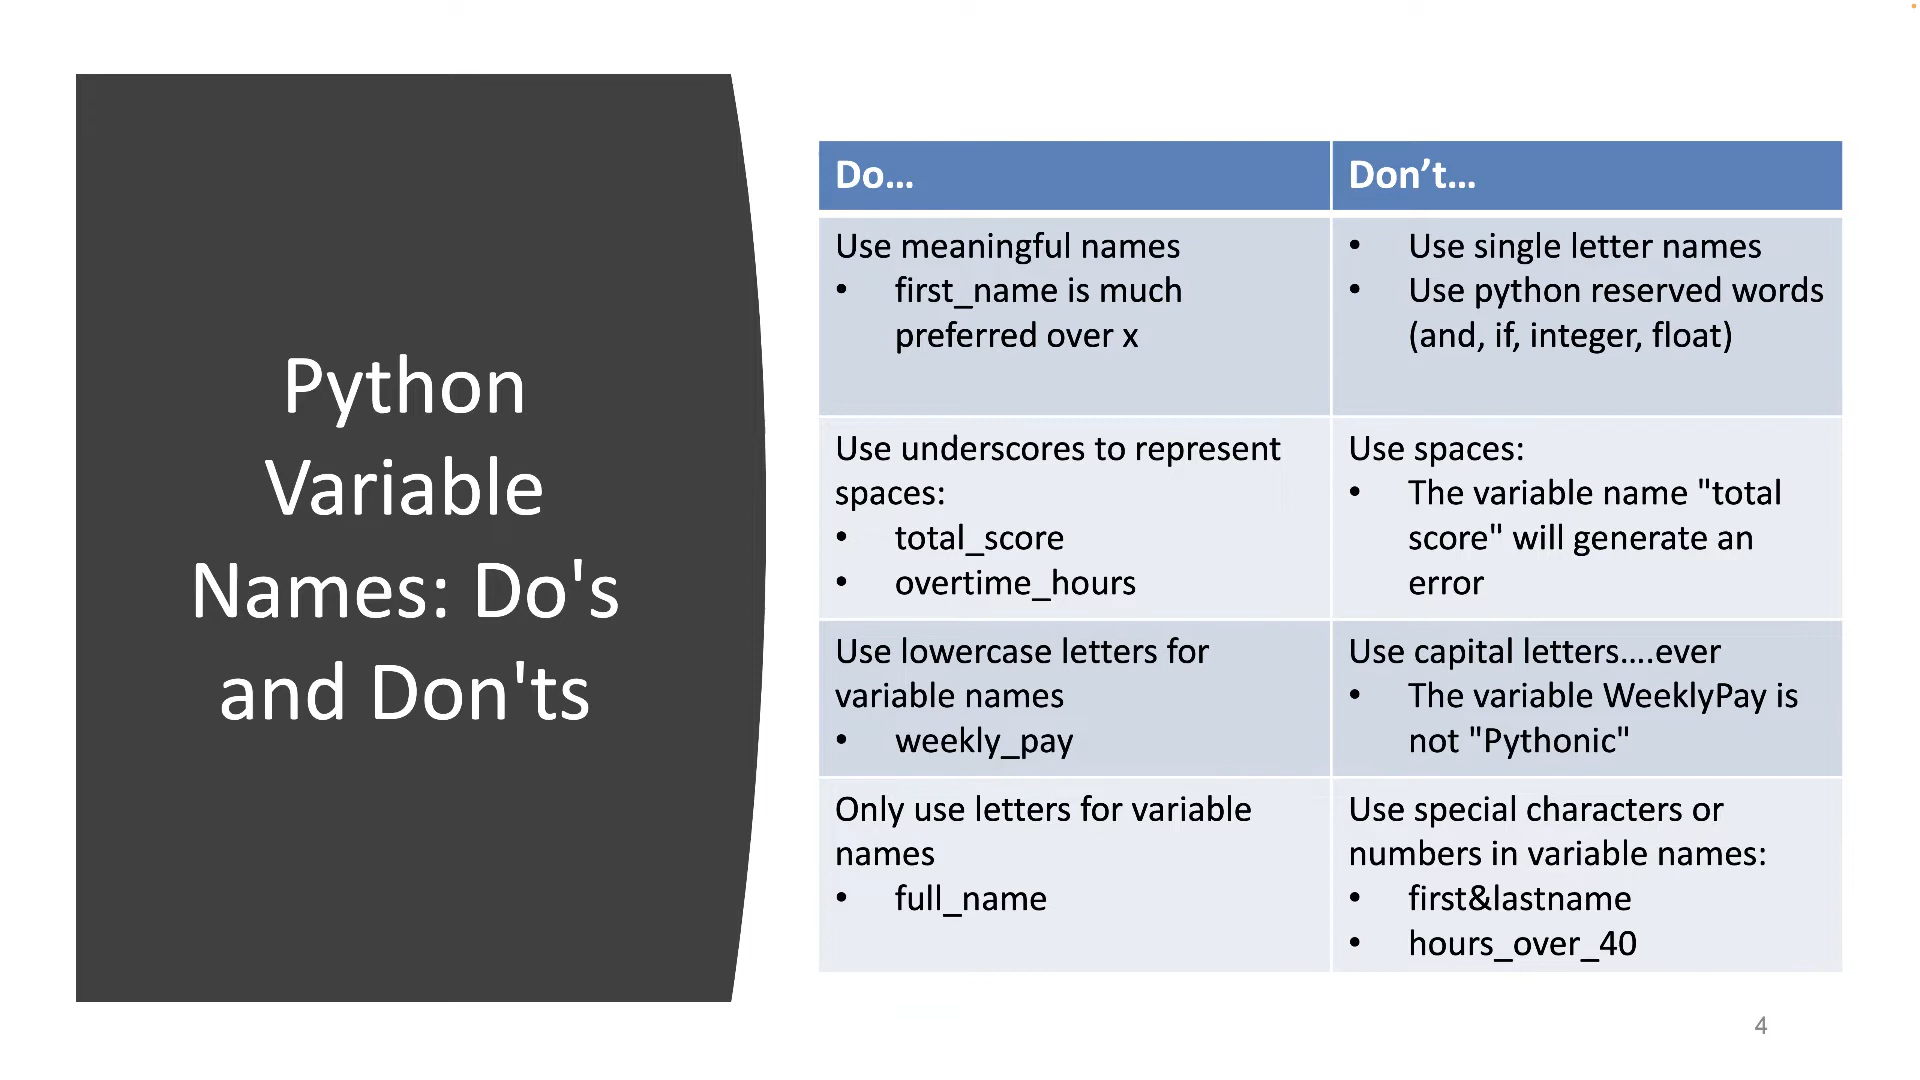 Python
Variable
Names: Do's
and Don'ts
Do…
Don’t…
Use meaningful names
• first_name is much
preferred over x
• Use single letter names
• Use python reserved words
(and, if, integer, float)
Use underscores to represent
spaces:
• total_score
• overtime_hours
Use spaces:
• The variable name "total
score" will generate an
error
Use lowercase letters for
variable names
• weekly_pay
Use capital letters….ever
• The variable WeeklyPay is
not "Pythonic"
Only use letters for variable
names
• full_name
Use special characters or
numbers in variable names:
• first&lastname
• hours_over_40
4